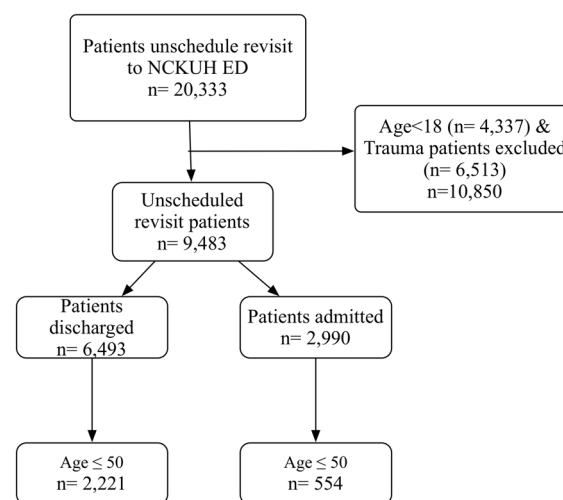 Patients unschedule revisit
to NCKUH ED
n= 20,333
Age<18 (n= 4,337) &
Trauma patients excluded
(n= 6,513)
n=10,850
Unscheduled
revisit patients
n= 9,483
Patients
discharged
n= 6,493
Patients admitted
n= 2,990
Age ≤ 50
n= 2,221
Age ≤ 50
n= 554